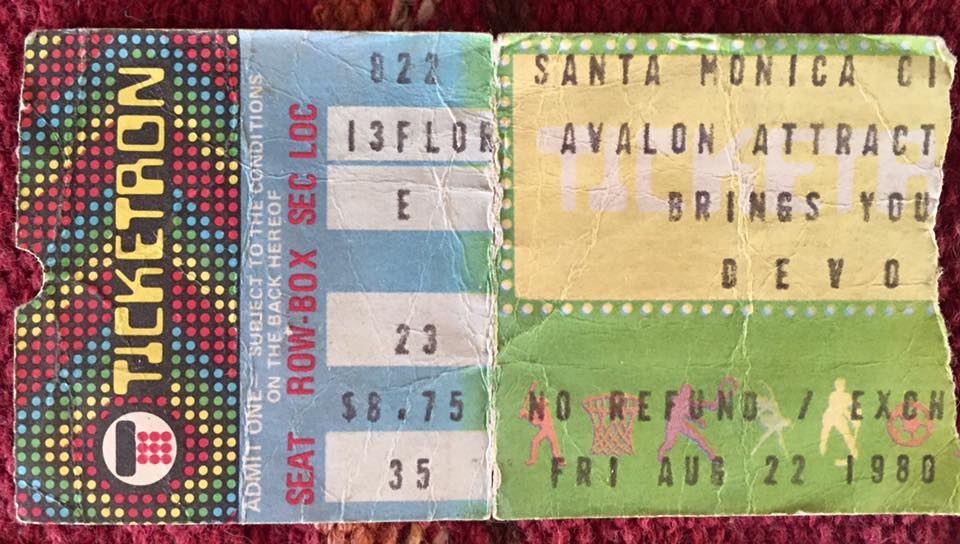 TICKETRON
ADMIT ONE — SUBJECT TO THE CONDITIONS
ON THE BACK HEREOF
SEAT ROW-BOX SEC LOC
822
13FLOR
E
23
$8.75
35
SANTA MONICA CI
AVALON ATTRACT
BRINGS YOU
DEVO
NO REFUND / EXCH
FRI AUG 22 1980